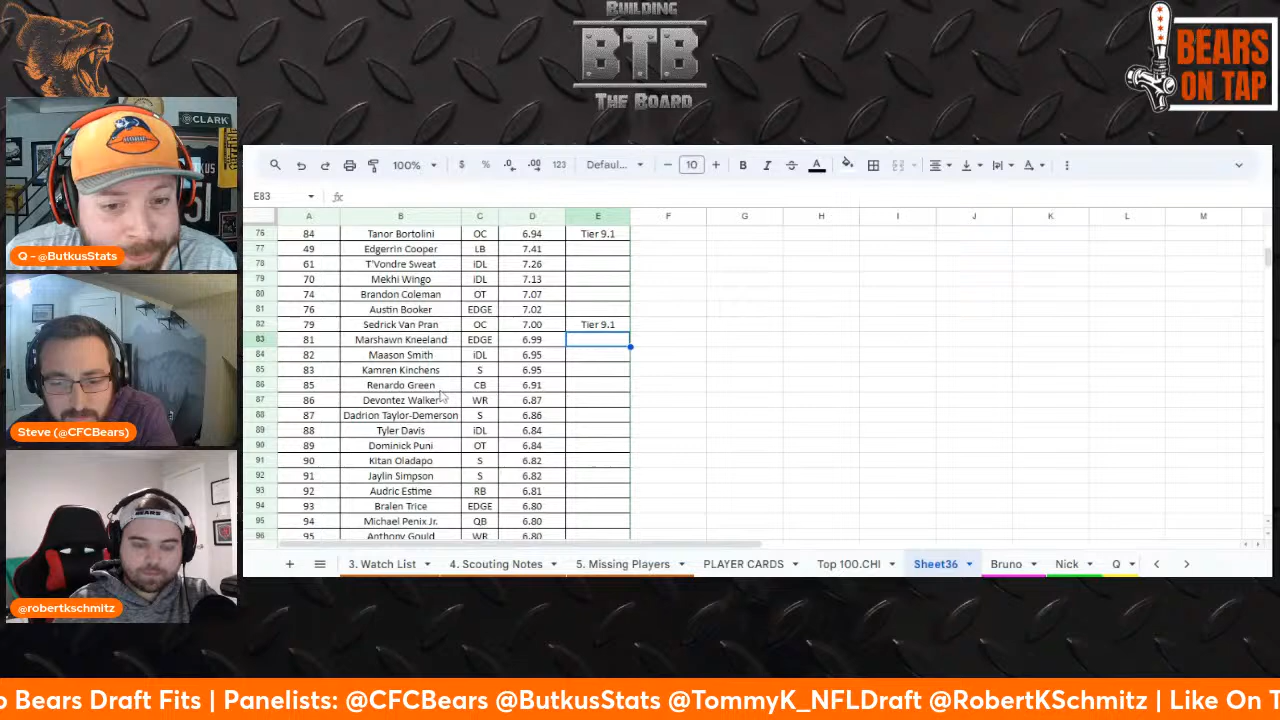 BUILDING
BTB
THE BOARD
BEARS
ON TAP
CLARK
51
Q - @ButkusStats
Steve (@CFCBears)
BEARS
@robertkschmitz
100% $ % .0 .00 123 Defaul... − 10 + B I A
E83 fx
A B C D E F G H I J K L M
76 84 Tanor Bortolini OC 6.94 Tier 9.1
77 49 Edgerrin Cooper LB 7.41
78 61 T'Vondre Sweat iDL 7.26
79 70 Mekhi Wingo iDL 7.13
80 74 Brandon Coleman OT 7.07
81 76 Austin Booker EDGE 7.02
82 79 Sedrick Van Pran OC 7.00 Tier 9.1
83 81 Marshawn Kneeland EDGE 6.99
84 82 Maason Smith iDL 6.95
85 83 Kamren Kinchens S 6.95
86 85 Renardo Green CB 6.91
87 86 Devontez Walker WR 6.87
88 87 Dadrion Taylor-Demerson S 6.86
89 88 Tyler Davis iDL 6.84
90 89 Dominick Puni OT 6.84
91 90 Kitan Oladapo S 6.82
92 91 Jaylin Simpson S 6.82
93 92 Audric Estime RB 6.81
94 93 Bralen Trice EDGE 6.80
95 94 Michael Penix Jr. QB 6.80
96 95 Anthony Gould WR 6.80
+ 3. Watch List 4. Scouting Notes 5. Missing Players PLAYER CARDS Top 100.CHI Sheet36 Bruno Nick Q
o Bears Draft Fits | Panelists: @CFCBears @ButkusStats @TommyK_NFLDraft @RobertKSchmitz | Like On T